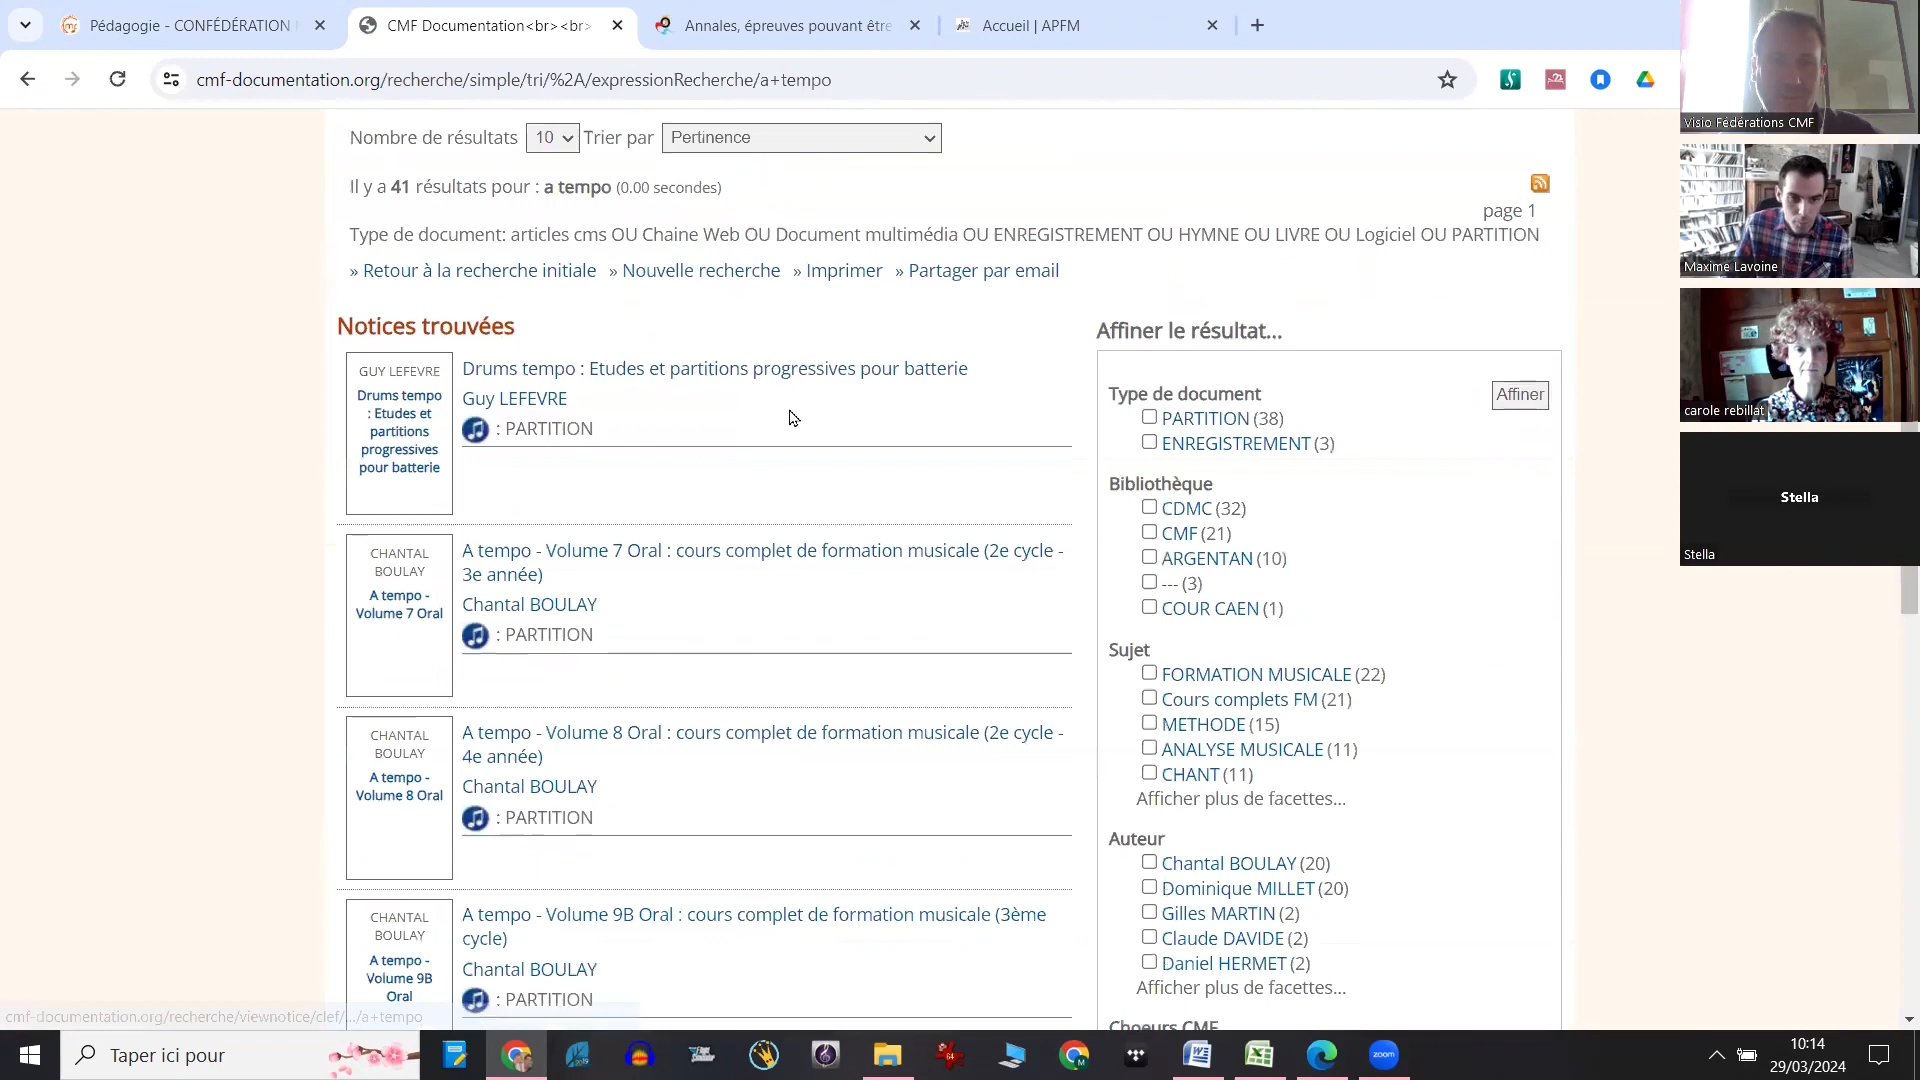 Pédagogie - CONFÉDÉRATION
CMF Documentation<br><br>
Annales, épreuves pouvant être
Accueil | APFM
cmf-documentation.org/recherche/simple/tri/%2A/expressionRecherche/a+tempo
Visio Fédérations CMF
Maxime Lavoine
carole rebillat
Stella
Stella
Nombre de résultats 10 Trier par Pertinence
Il y a 41 résultats pour : a tempo (0.00 secondes)
page 1
Type de document: articles cms OU Chaine Web OU Document multimédia OU ENREGISTREMENT OU HYMNE OU LIVRE OU Logiciel OU PARTITION
» Retour à la recherche initiale » Nouvelle recherche » Imprimer » Partager par email
Notices trouvées
GUY LEFEVRE
Drums tempo
: Etudes et
partitions
progressives
pour batterie
Drums tempo : Etudes et partitions progressives pour batterie
Guy LEFEVRE
: PARTITION
CHANTAL
BOULAY
A tempo -
Volume 7 Oral
A tempo - Volume 7 Oral : cours complet de formation musicale (2e cycle -
3e année)
Chantal BOULAY
: PARTITION
CHANTAL
BOULAY
A tempo -
Volume 8 Oral
A tempo - Volume 8 Oral : cours complet de formation musicale (2e cycle -
4e année)
Chantal BOULAY
: PARTITION
CHANTAL
BOULAY
A tempo -
Volume 9B
Oral
A tempo - Volume 9B Oral : cours complet de formation musicale (3ème
cycle)
Chantal BOULAY
: PARTITION
Affiner le résultat...
Type de document
Affiner
PARTITION (38)
ENREGISTREMENT (3)
Bibliothèque
CDMC (32)
CMF (21)
ARGENTAN (10)
--- (3)
COUR CAEN (1)
Sujet
FORMATION MUSICALE (22)
Cours complets FM (21)
METHODE (15)
ANALYSE MUSICALE (11)
CHANT (11)
Afficher plus de facettes...
Auteur
Chantal BOULAY (20)
Dominique MILLET (20)
Gilles MARTIN (2)
Claude DAVIDE (2)
Daniel HERMET (2)
Afficher plus de facettes...
Choeurs CMF
cmf-documentation.org/recherche/viewnotice/clef/.../a+tempo
Taper ici pour
2019
64
M
zoom
10:14
29/03/2024